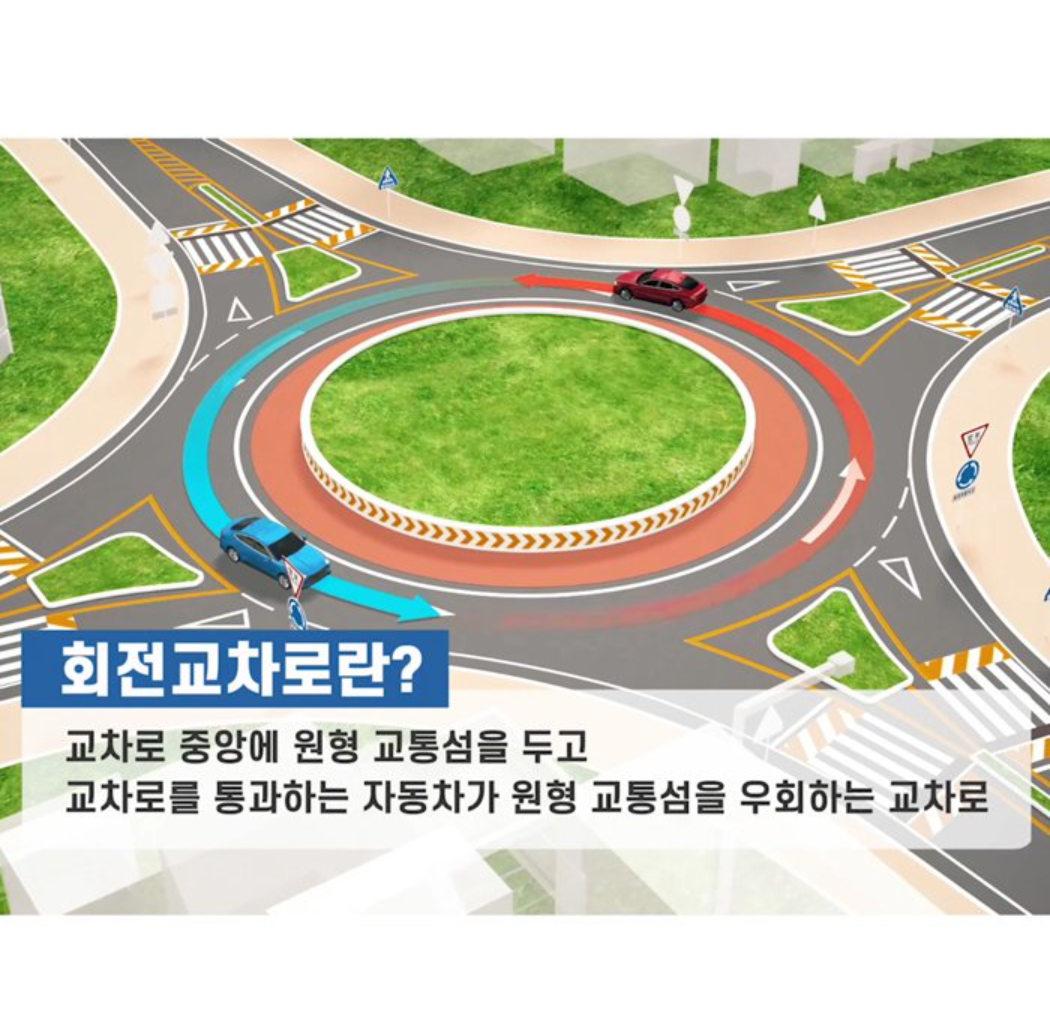 회전교차로란?
교차로 중앙에 원형 교통섬을 두고
교차로를 통과하는 자동차가 원형 교통섬을 우회하는 교차로